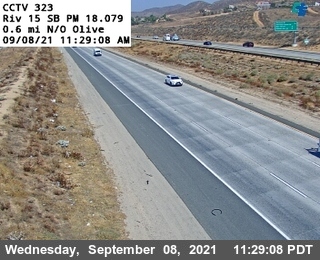 CCTV 323
Riv 15 SB PM 18.079
0.6 mi N/O Olive
09/08/21 11:29:08 AM
Wednesday, September 08, 2021 11:29:08 PDT